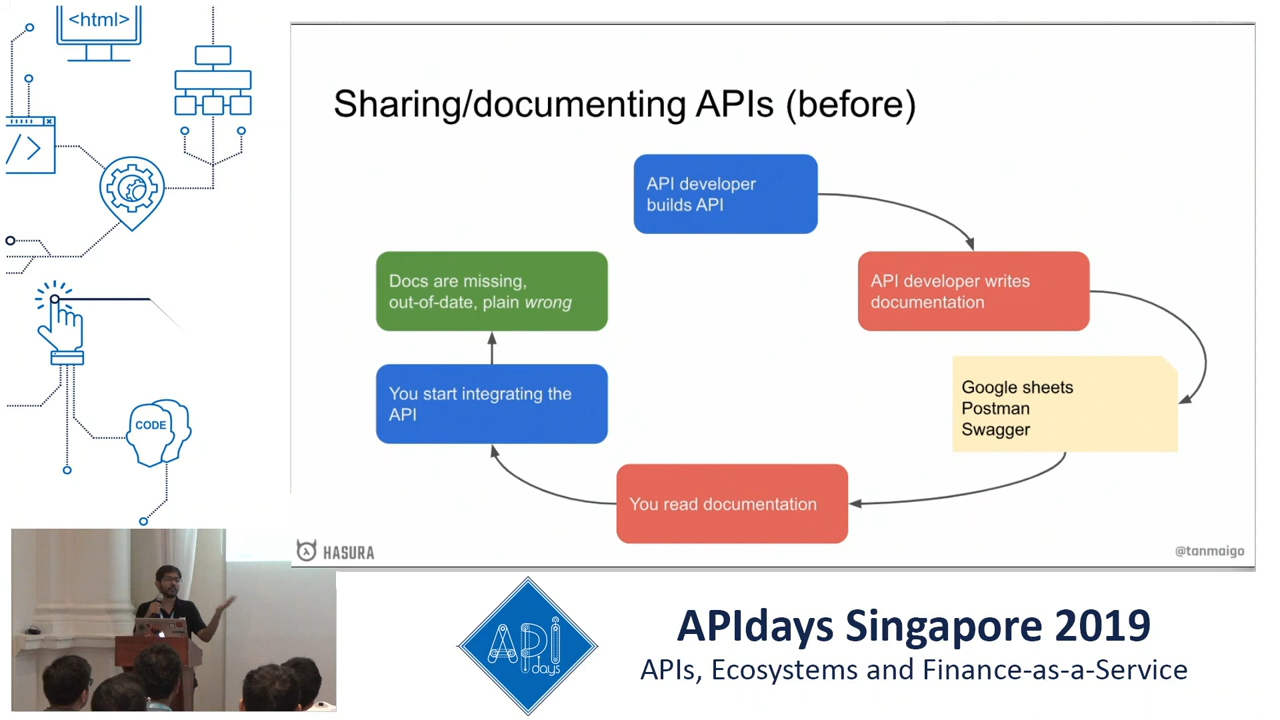 <html>
</>
CODE
Sharing/documenting APIs (before)
API developer
builds API
API developer writes
documentation
Google sheets
Postman
Swagger
You read documentation
You start integrating the
API
Docs are missing,
out-of-date, plain wrong
HASURA
@tanmaigo
API
days
APIdays Singapore 2019
APIs, Ecosystems and Finance-as-a-Service